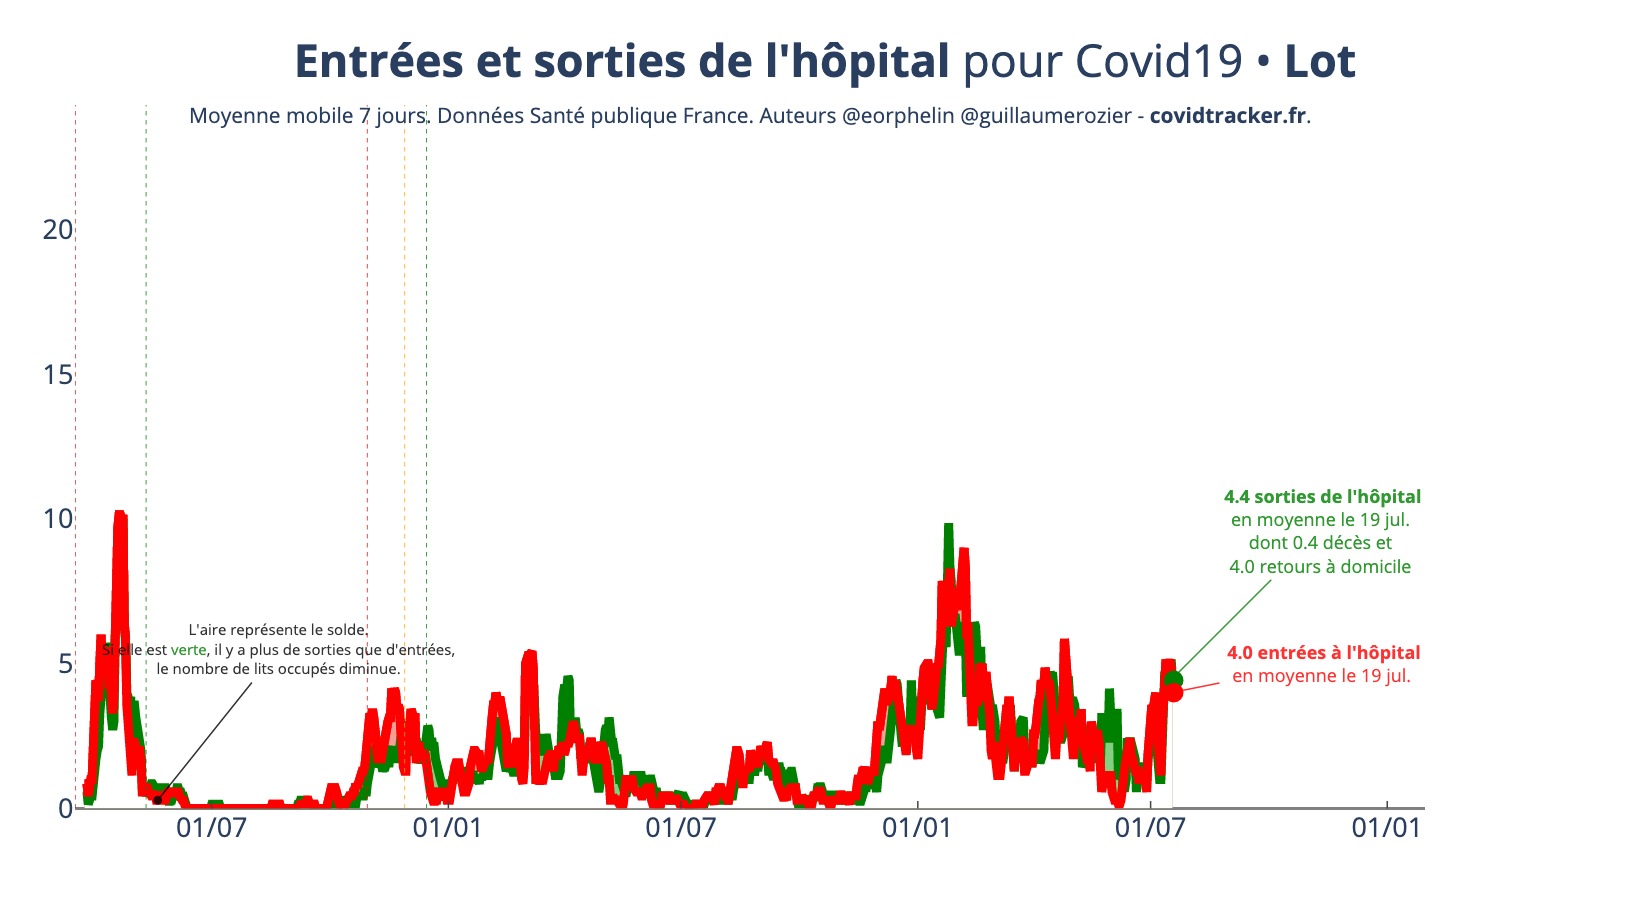 Entrées et sorties de l'hôpital pour Covid19 • Lot
Moyenne mobile 7 jours. Données Santé publique France. Auteurs @eorphelin @guillaumerozier - covidtracker.fr.
20
15
10
5
0
L'aire représente le solde.
Si elle est verte, il y a plus de sorties que d'entrées,
le nombre de lits occupés diminue.
4.4 sorties de l'hôpital
en moyenne le 19 jul.
dont 0.4 décès et
4.0 retours à domicile
4.0 entrées à l'hôpital
en moyenne le 19 jul.
01/07
01/01
01/07
01/01
01/07
01/01